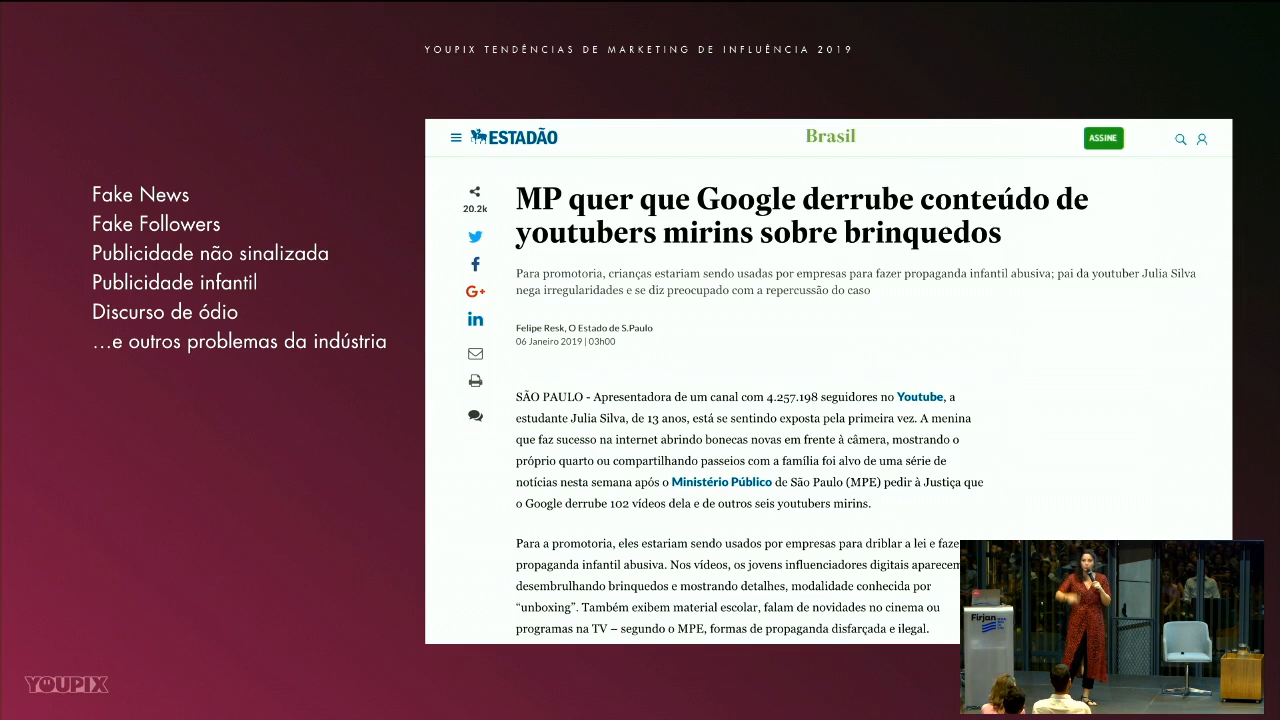 YOUPIX TENDÊNCIAS DE MARKETING DE INFLUÊNCIA 2019
Fake News
Fake Followers
Publicidade não sinalizada
Publicidade infantil
Discurso de ódio
...e outros problemas da indústria
ESTADÃO
Brasil
ASSINE
20.2k
MP quer que Google derrube conteúdo de
youtubers mirins sobre brinquedos
Para promotoria, crianças estariam sendo usadas por empresas para fazer propaganda infantil abusiva; pai da youtuber Julia Silva
nega irregularidades e se diz preocupado com a repercussão do caso
Felipe Resk, O Estado de S.Paulo
06 Janeiro 2019 | 03h00
SÃO PAULO - Apresentadora de um canal com 4.257.198 seguidores no Youtube, a
estudante Julia Silva, de 13 anos, está se sentindo exposta pela primeira vez. A menina
que faz sucesso na internet abrindo bonecas novas em frente à câmera, mostrando o
próprio quarto ou compartilhando passeios com a família foi alvo de uma série de
notícias nesta semana após o Ministério Público de São Paulo (MPE) pedir à Justiça que
o Google derrube 102 vídeos dela e de outros seis youtubers mirins.
Para a promotoria, eles estariam sendo usados por empresas para driblar a lei e faze
propaganda infantil abusiva. Nos vídeos, os jovens influenciadores digitais aparecem
desembrulhando brinquedos e mostrando detalhes, modalidade conhecida por
"unboxing". Também exibem material escolar, falam de novidades no cinema ou
programas na TV – segundo o MPE, formas de propaganda disfarçada e ilegal.
Firjan
YOUPIX